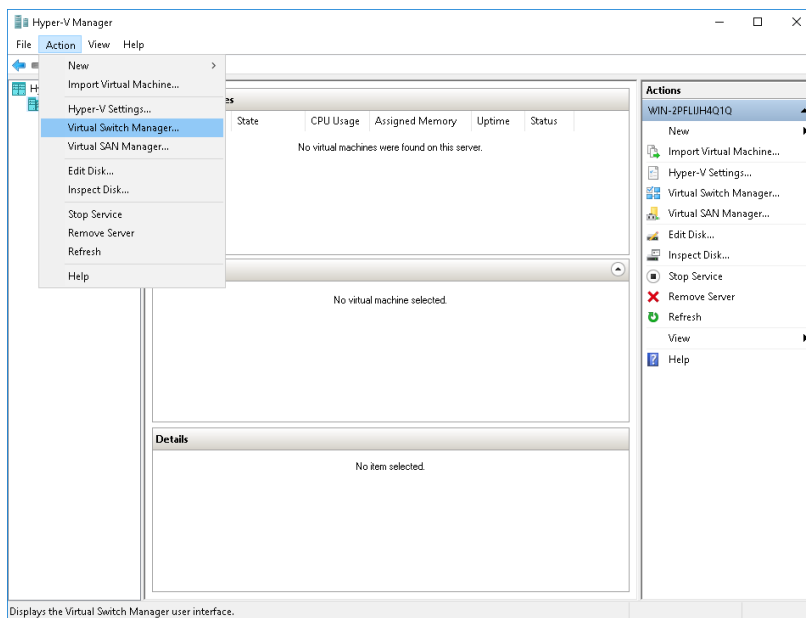 Hyper-V Manager
File Action View Help
New
Import Virtual Machine...
Hyper-V Settings...
Virtual Switch Manager...
Virtual SAN Manager...
Edit Disk...
Inspect Disk...
Stop Service
Remove Server
Refresh
Help
Hy
es
State CPU Usage Assigned Memory Uptime Status
No virtual machines were found on this server.
No virtual machine selected.
Details
No item selected.
Actions
WIN-2PFLIJH4Q1Q
New
Import Virtual Machine...
Hyper-V Settings...
Virtual Switch Manager...
Virtual SAN Manager...
Edit Disk...
Inspect Disk...
Stop Service
Remove Server
Refresh
View
Help
Displays the Virtual Switch Manager user interface.